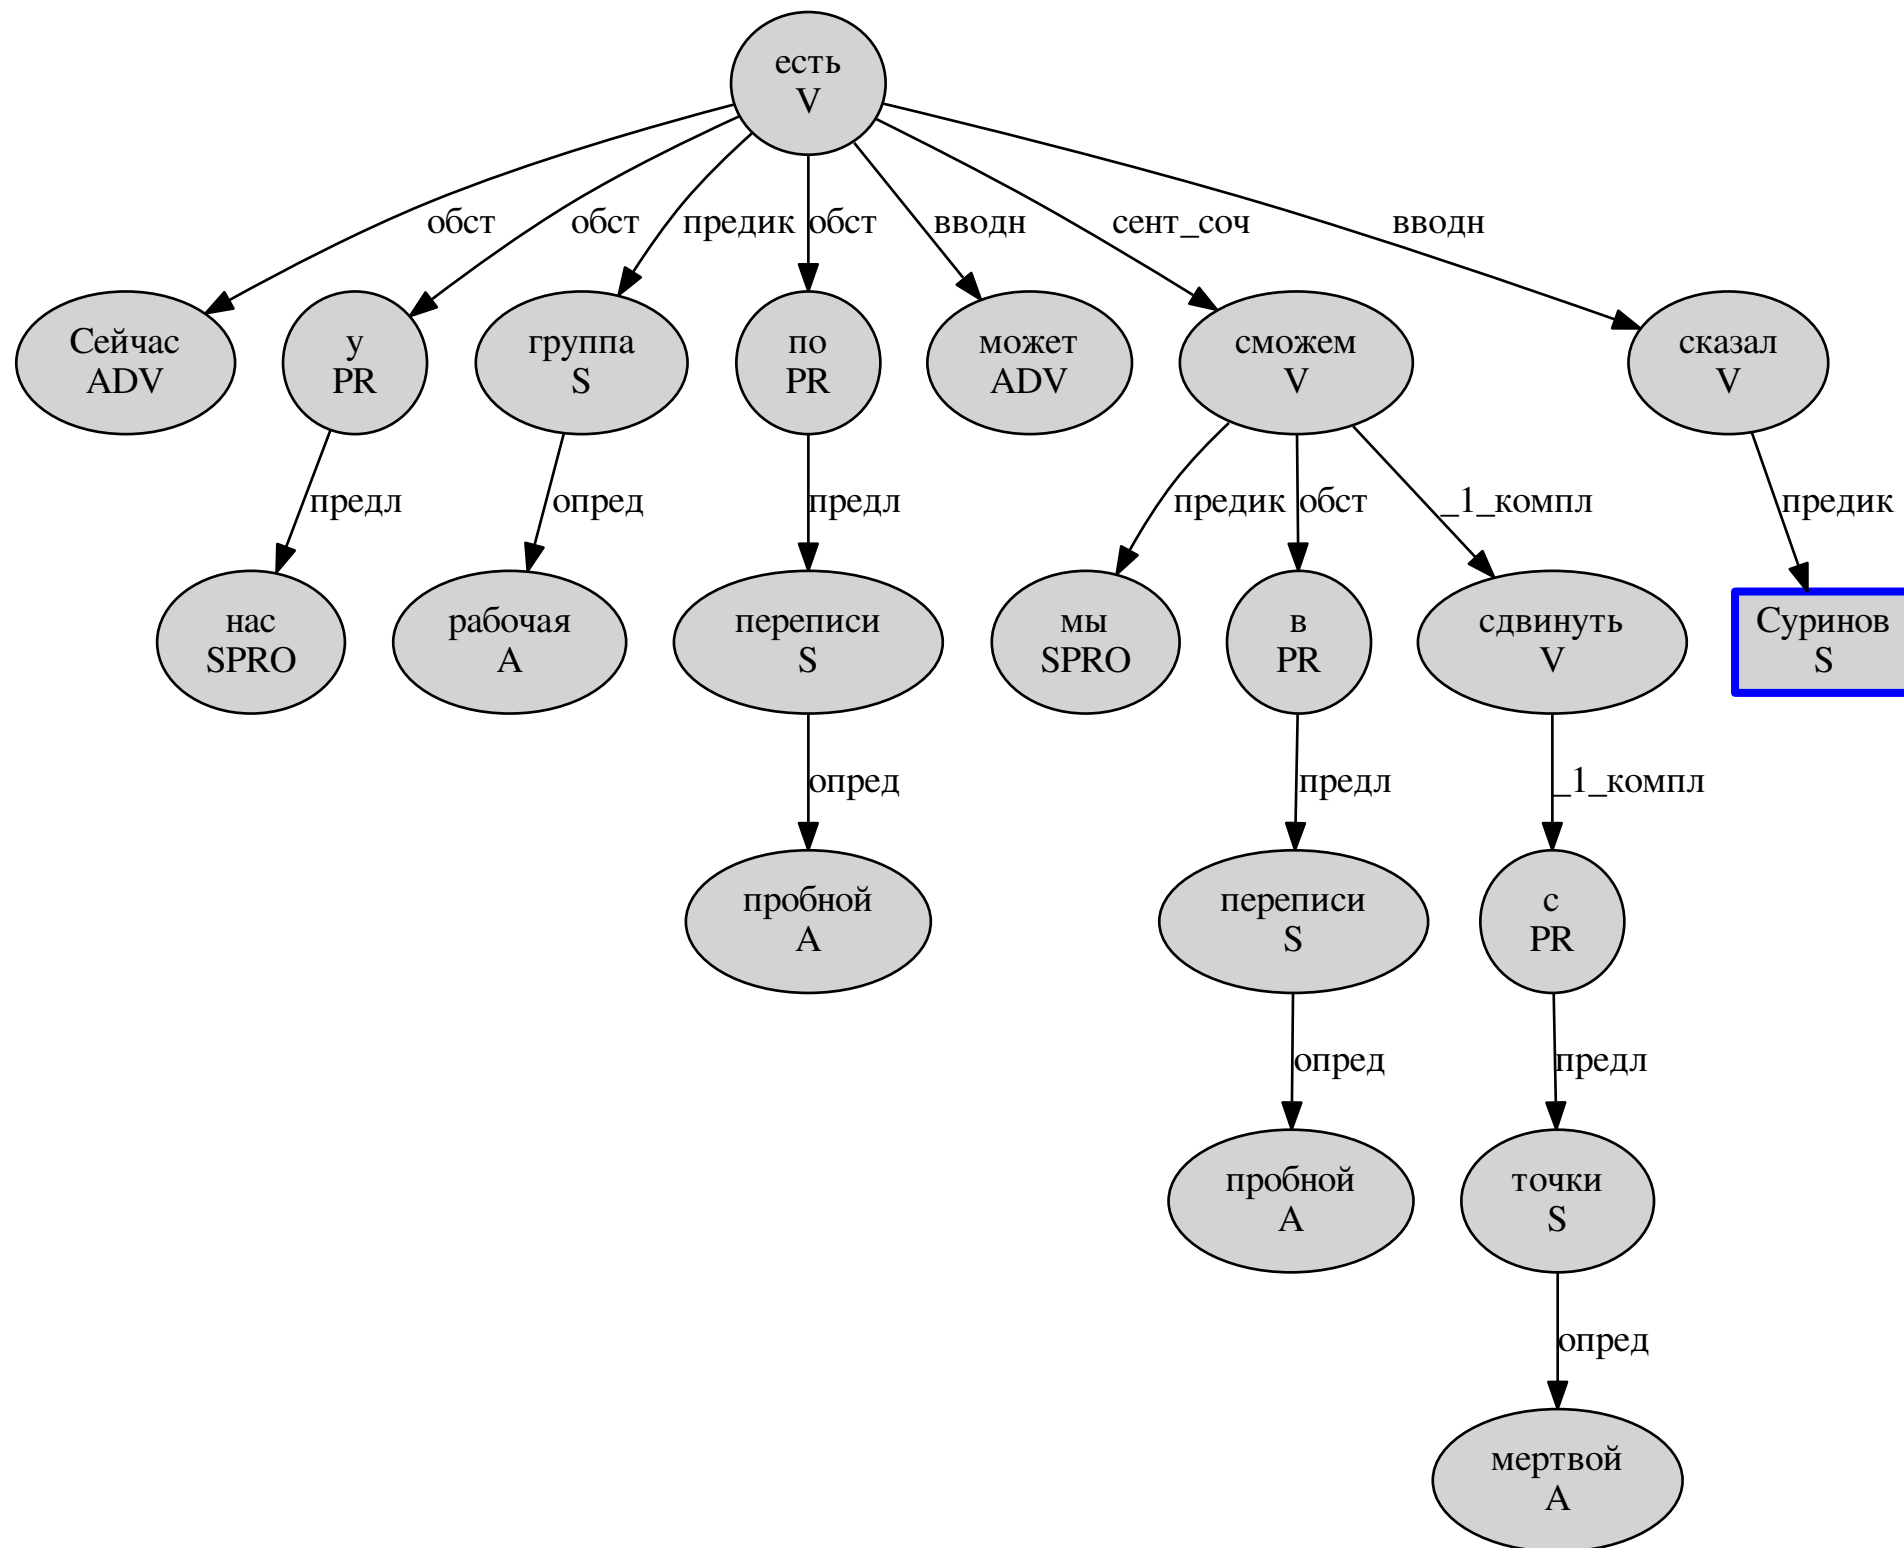 есть
V
обст
обст
предик
обст
вводн
сент_соч
вводн
Сейчас
ADV
у
PR
группа
S
по
PR
может
ADV
сможем
V
сказал
V
предл
опред
предл
предик
обст
_1_компл
предик
нас
SPRO
рабочая
A
переписи
S
мы
SPRO
в
PR
сдвинуть
V
Суринов
S
опред
предл
_1_компл
пробной
A
переписи
S
с
PR
опред
предл
пробной
A
точки
S
опред
мертвой
A